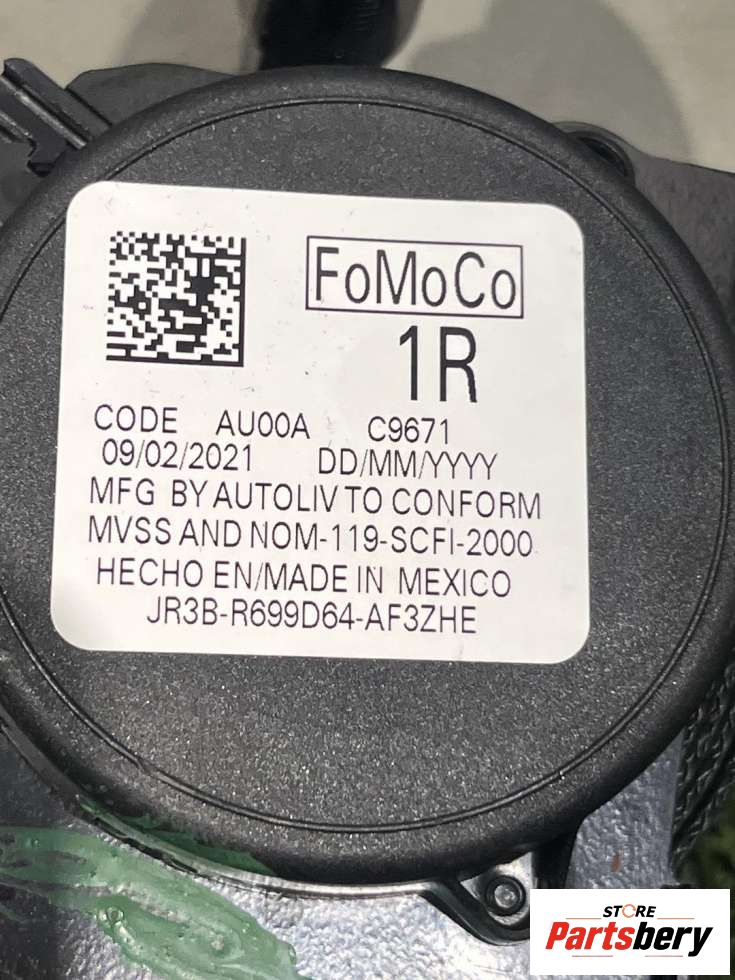 FoMoCo
1R
CODE AU00A C9671
09/02/2021 DD/MM/YYYY
MFG BY AUTOLIV TO CONFORM
MVSS AND NOM-119-SCFI-2000
HECHO EN/MADE IN MEXICO
JR3B-R699D64-AF3ZHE
STORE
Partsbery